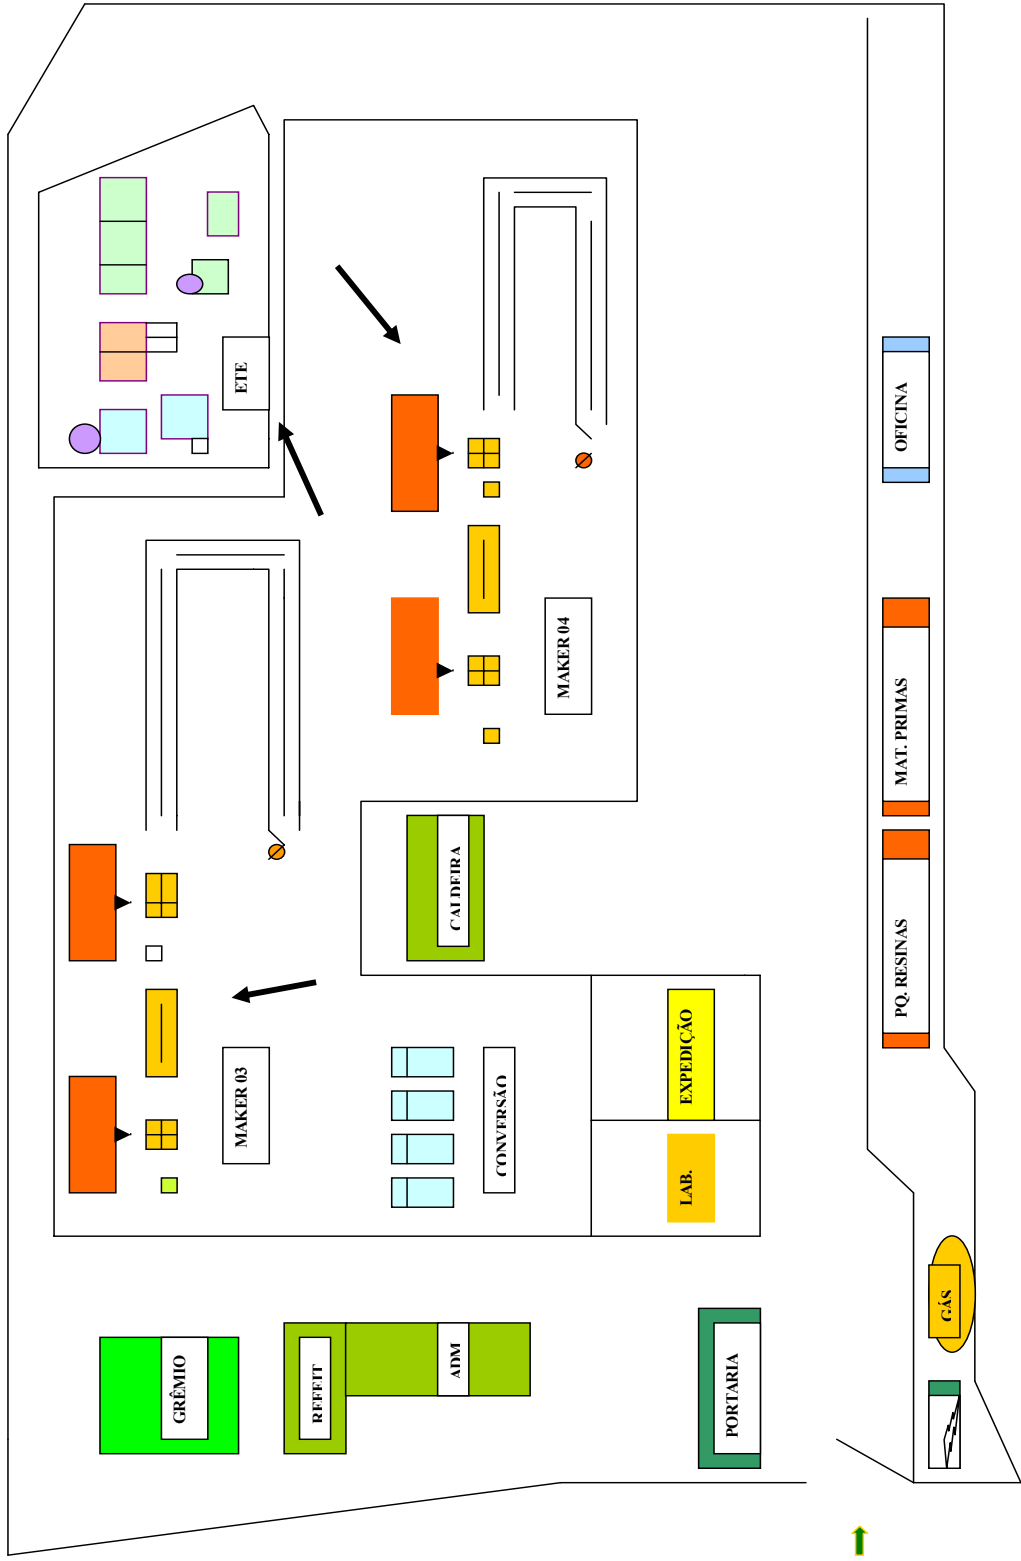 ETE
OFICINA
MAKER 04
MAT. PRIMAS
CALDEIRA
PQ. RESINAS
MAKER 03
CONVERSÃO
EXPEDIÇÃO
LAB.
GÁS
GRÊMIO
REFEIT
ADM
PORTARIA